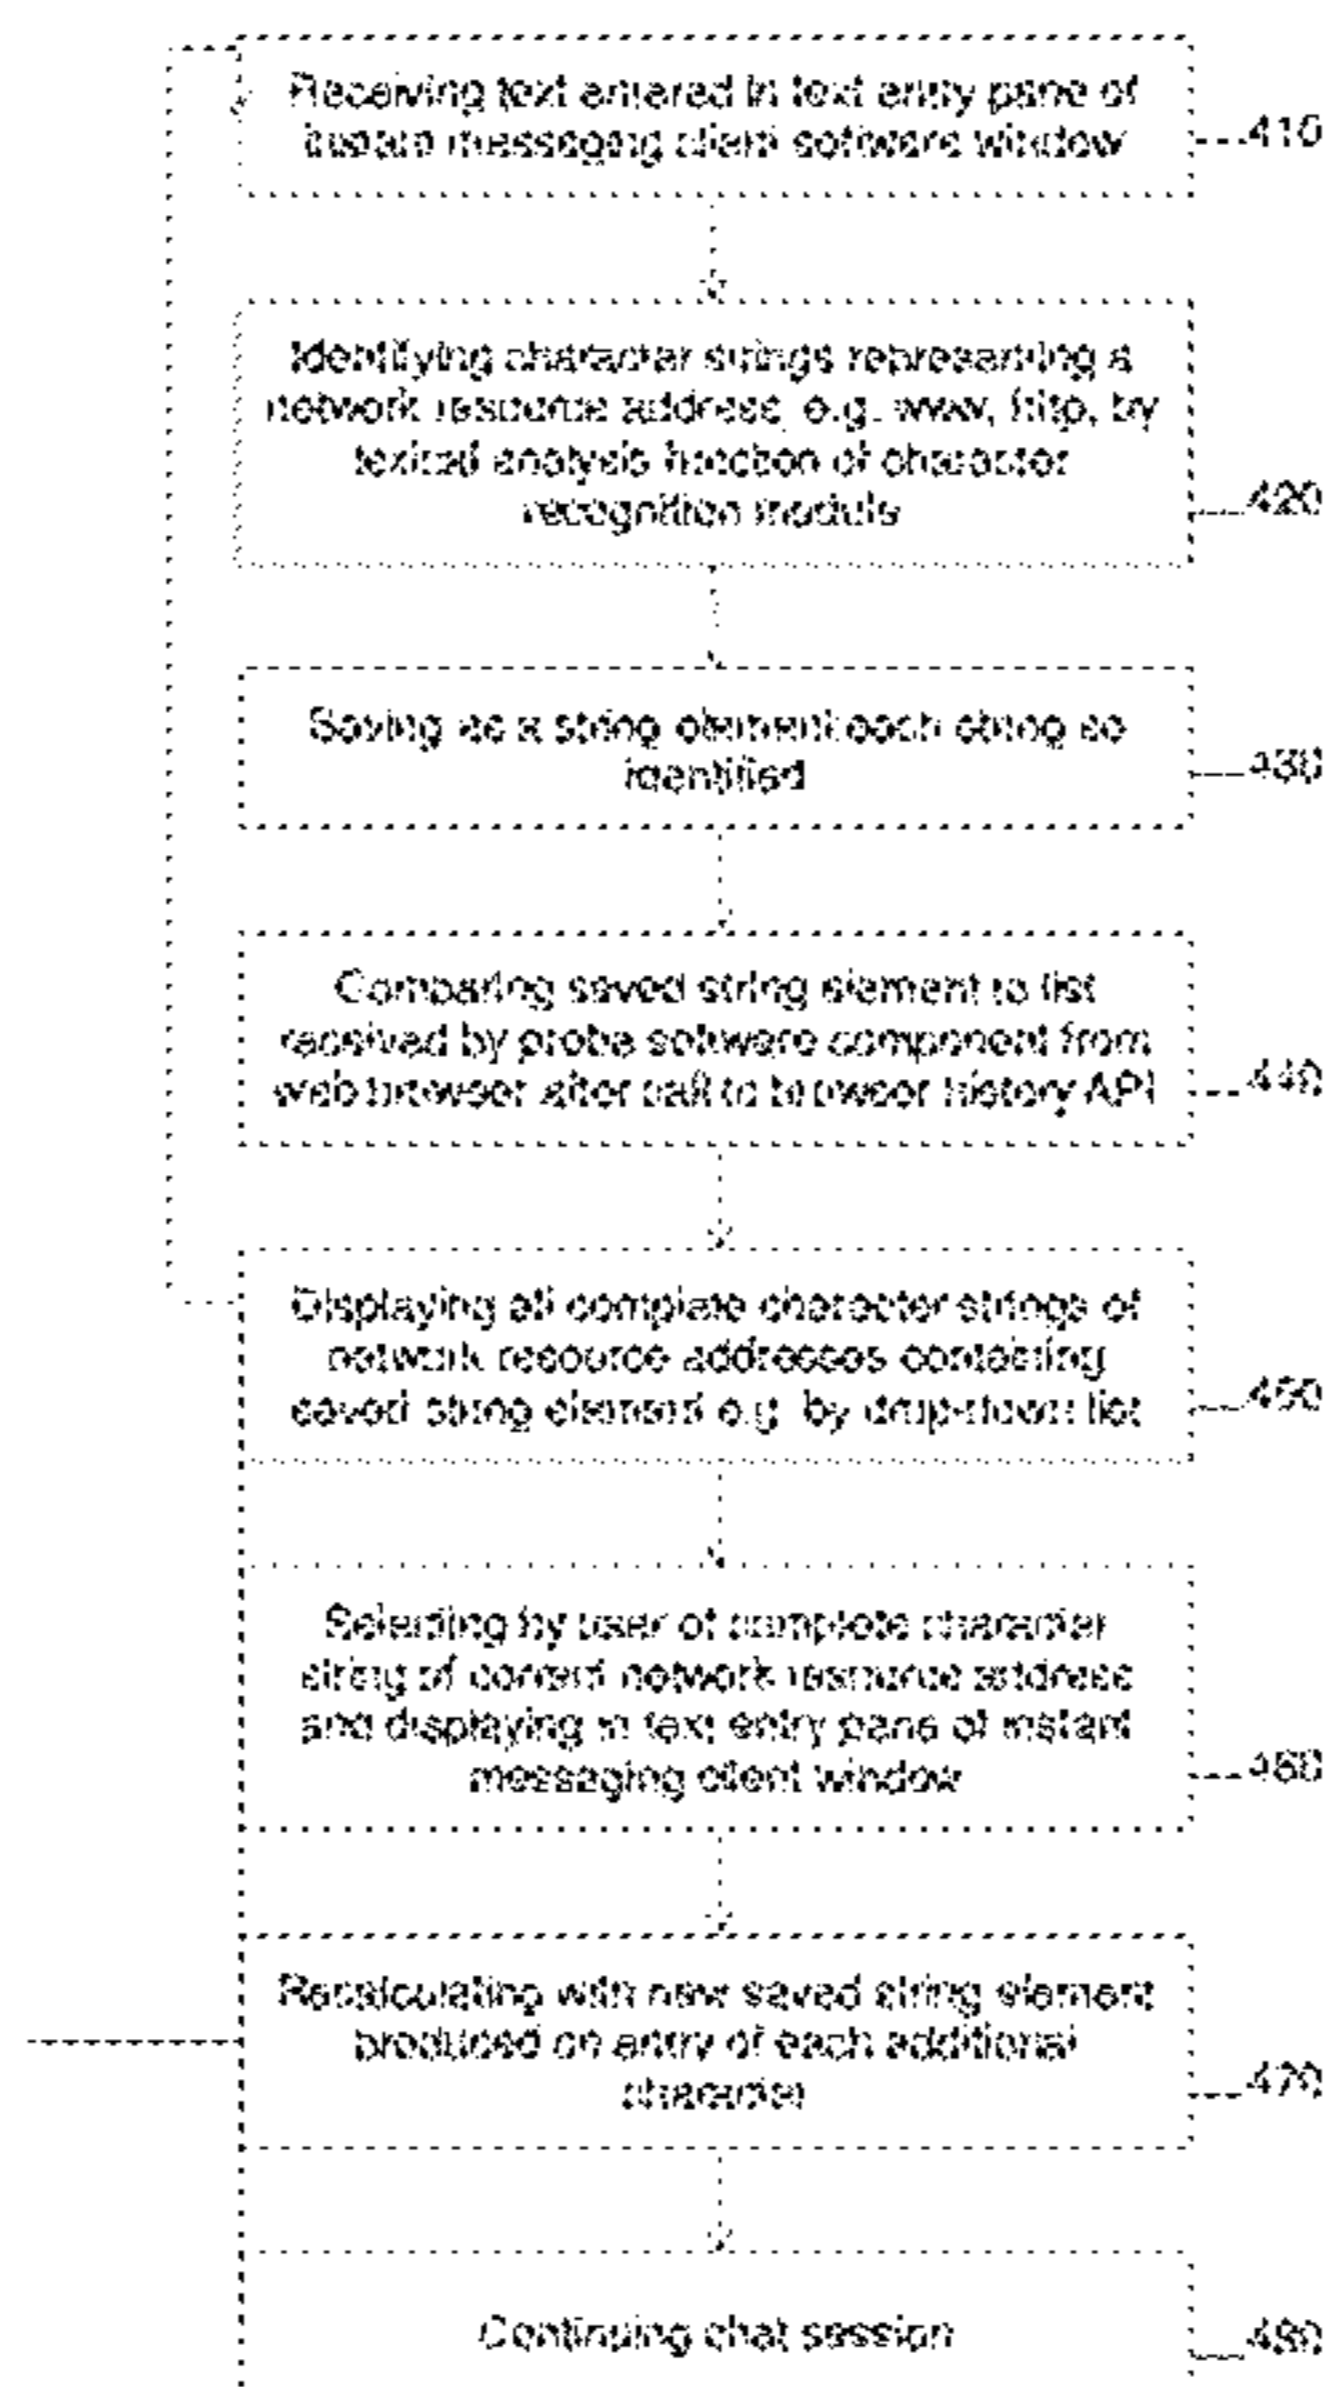 Receiving text entered in text entry pane of
instant messaging client software window
410
Identifying character strings representing a
network resource address, e.g. www, http, by
textual analysis function of character
recognition module
420
Saving as a string element each string so
identified
430
Comparing saved string element to list
received by probe software component from
web browser after call to browser history API
440
Displaying all complete character strings of
network resource addresses containing
saved string element e.g. by drop-down list
450
Selecting by user of complete character
string of correct network resource address
and displaying in text entry pane of instant
messaging client window
460
Recalculating with new saved string element
produced on entry of each additional
character
470
Continuing chat session
480